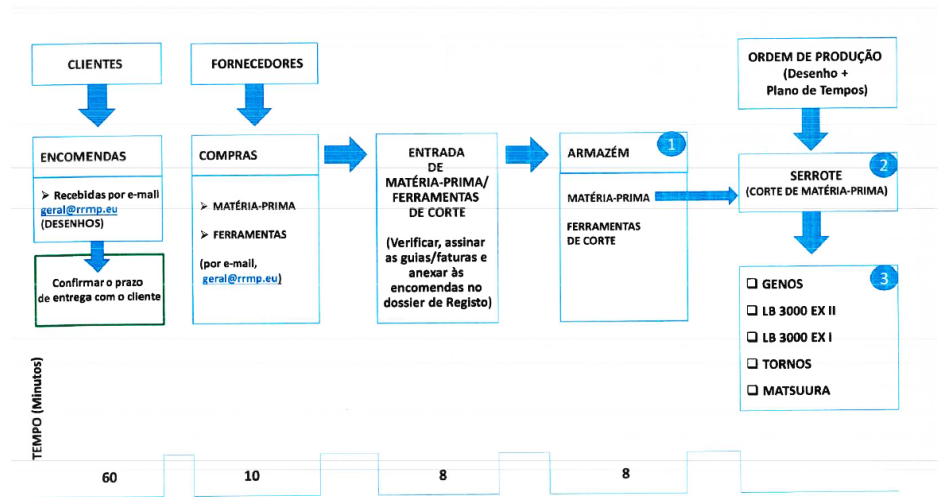 CLIENTES
ENCOMENDAS
➢ Recebidas por e-mail
geral@rrmp.eu
(DESENHOS)
Confirmar o prazo
de entrega com o cliente
FORNECEDORES
COMPRAS
➢ MATÉRIA-PRIMA
➢ FERRAMENTAS
(por e-mail,
geral@rrmp.eu)
ENTRADA
DE
MATÉRIA-PRIMA/
FERRAMENTAS
DE CORTE
(Verificar, assinar
as guias/faturas e
anexar às
encomendas no
dossier de Registo)
1
ARMAZÉM
MATÉRIA-PRIMA
FERRAMENTAS
DE CORTE
ORDEM DE PRODUÇÃO
(Desenho +
Plano de Tempos)
2
SERROTE
(CORTE DE MATÉRIA-PRIMA)
3
❑ GENOS
❑ LB 3000 EX II
❑ LB 3000 EX I
❑ TORNOS
❑ MATSUURA
TEMPO (Minutos)
60
10
8
8